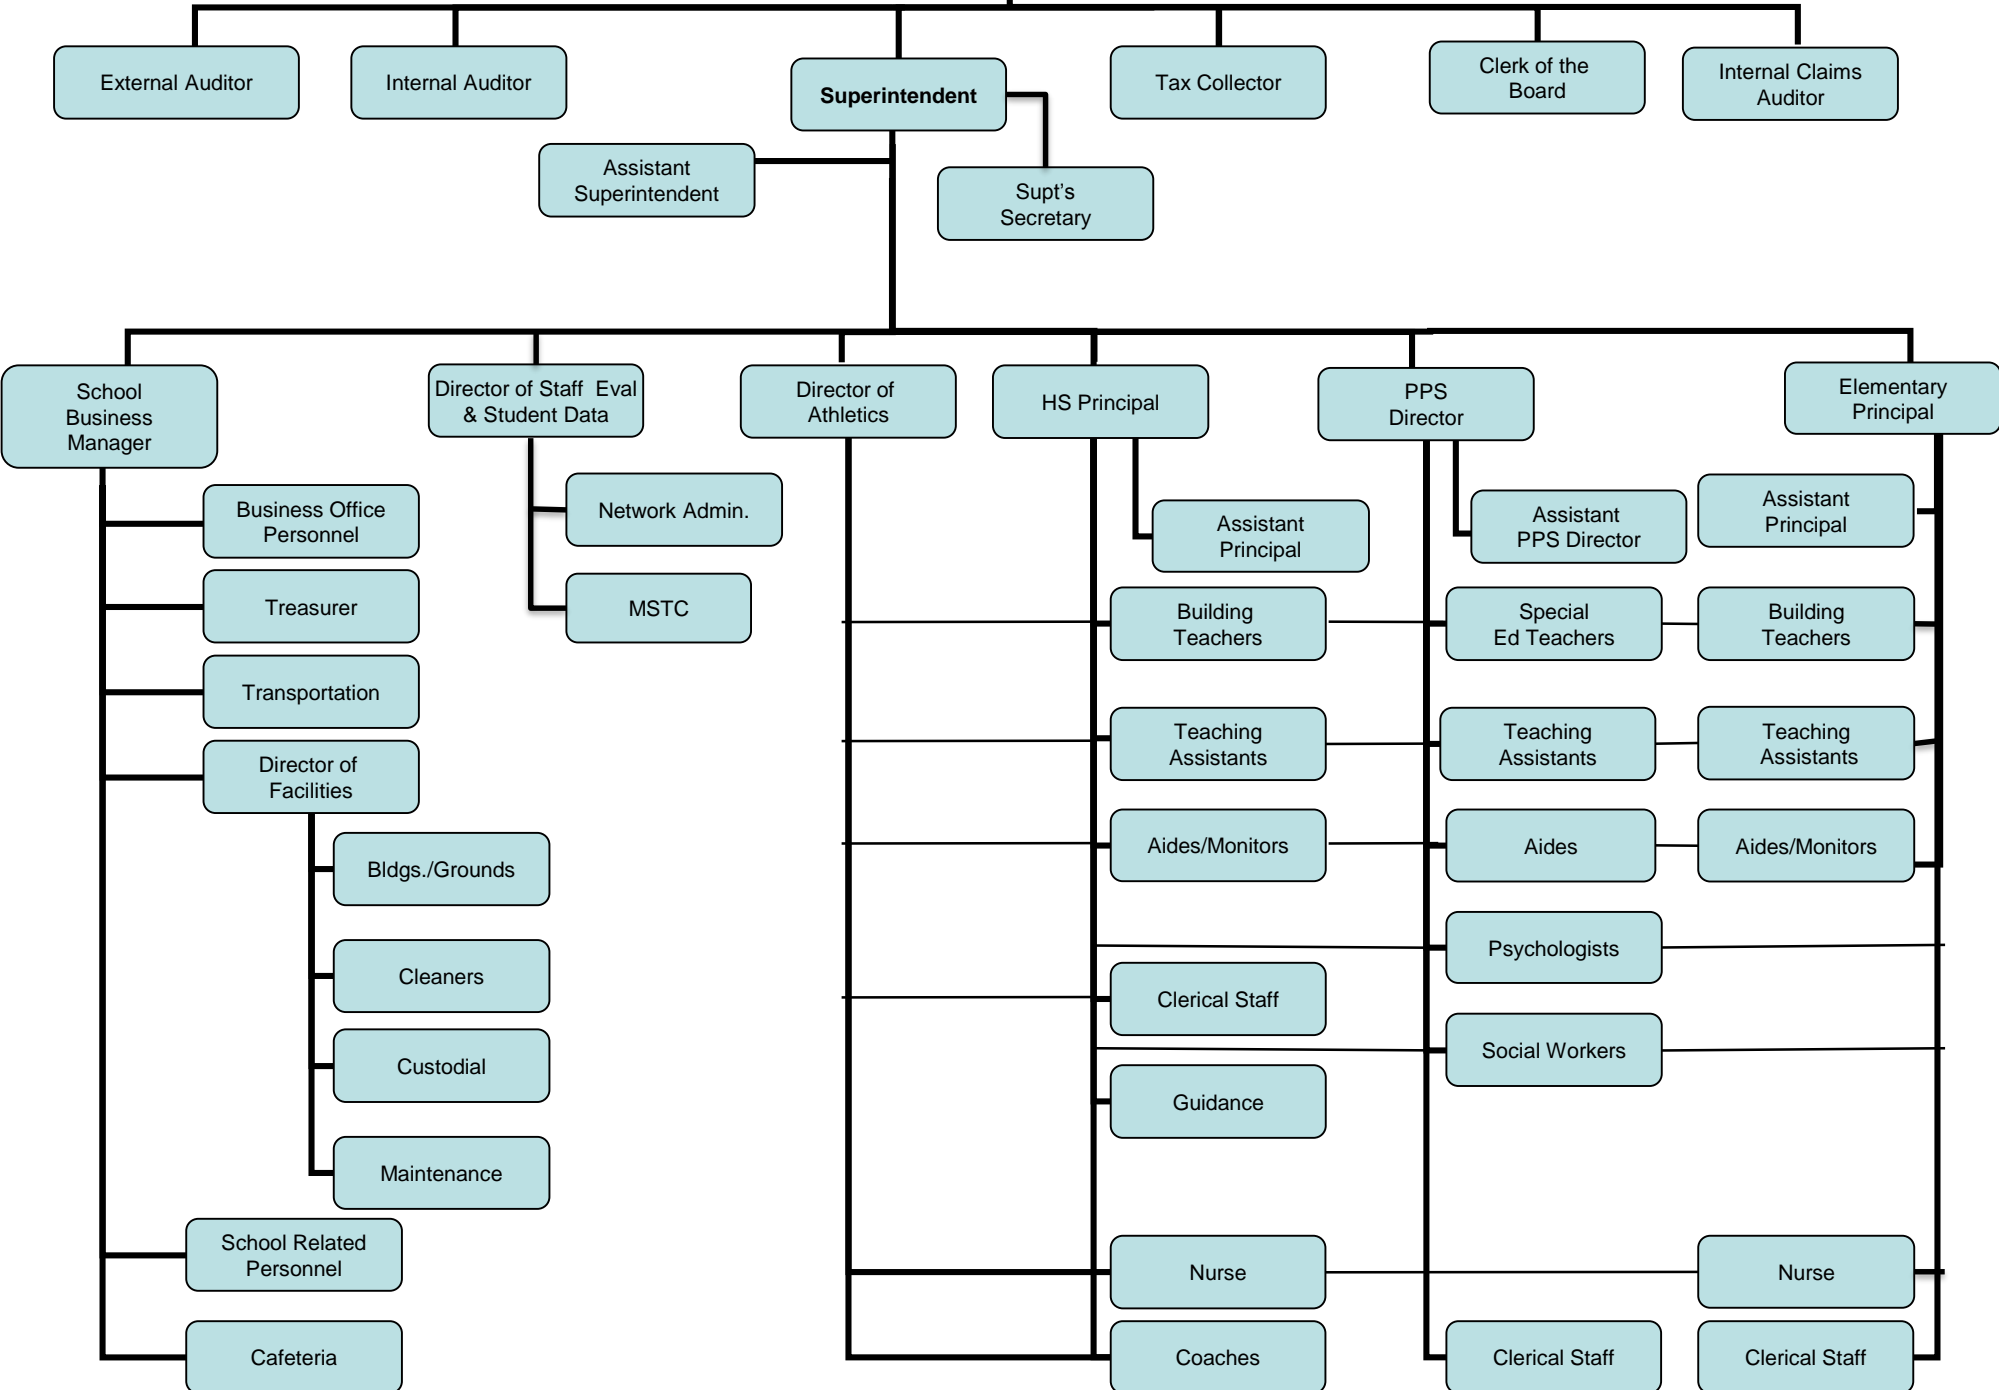 External Auditor
Internal Auditor
Superintendent
Tax Collector
Clerk of the
Board
Internal Claims
Auditor
Assistant
Superintendent
Supt’s
Secretary
School
Business
Manager
Director of Staff  Eval
& Student Data
Director of
Athletics
HS Principal
PPS
Director
Elementary
Principal
Business Office
Personnel
Network Admin.
Assistant
Principal
Assistant
PPS Director
Assistant
Principal
Treasurer
MSTC
Building
Teachers
Special
Ed Teachers
Building
Teachers
Transportation
Teaching
Assistants
Teaching
Assistants
Teaching
Assistants
Director of
Facilities
Bldgs./Grounds
Aides/Monitors
Aides
Aides/Monitors
Psychologists
Cleaners
Clerical Staff
Social Workers
Custodial
Guidance
Maintenance
School Related
Personnel
Nurse
Nurse
Cafeteria
Coaches
Clerical Staff
Clerical Staff